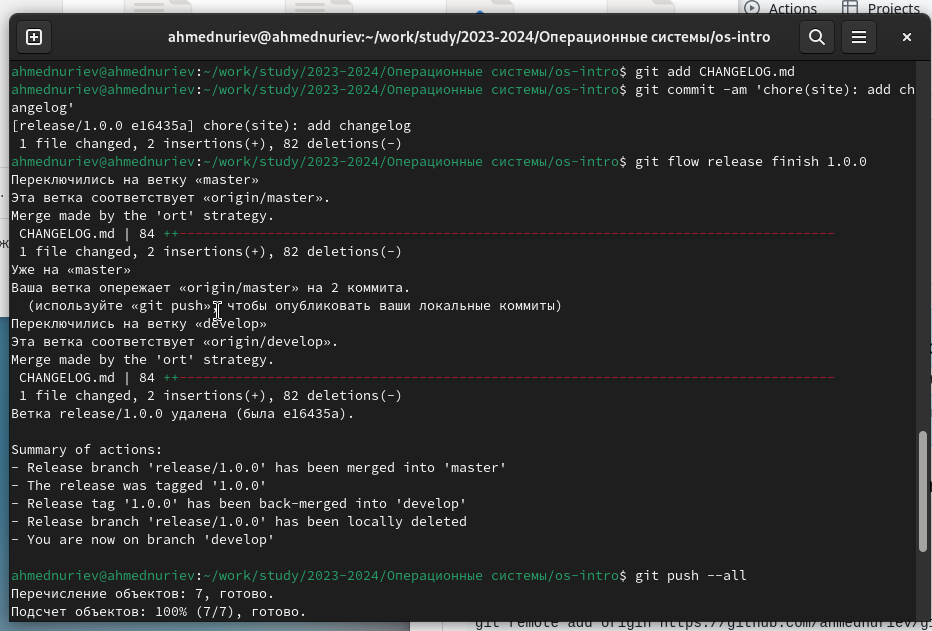 Actions Projects
ahmednuriev@ahmednuriev:~/work/study/2023-2024/Операционные системы/os-intro
ahmednuriev@ahmednuriev:~/work/study/2023-2024/Операционные системы/os-intro$ git add CHANGELOG.md
ahmednuriev@ahmednuriev:~/work/study/2023-2024/Операционные системы/os-intro$ git commit -am 'chore(site): add ch
angelog'
[release/1.0.0 e16435a] chore(site): add changelog
 1 file changed, 2 insertions(+), 82 deletions(-)
ahmednuriev@ahmednuriev:~/work/study/2023-2024/Операционные системы/os-intro$ git flow release finish 1.0.0
Переключились на ветку «master»
Эта ветка соответствует «origin/master».
Merge made by the 'ort' strategy.
 CHANGELOG.md | 84 ++----------------------------------------------------------------------------------
 1 file changed, 2 insertions(+), 82 deletions(-)
Уже на «master»
Ваша ветка опережает «origin/master» на 2 коммита.
  (используйте «git push», чтобы опубликовать ваши локальные коммиты)
Переключились на ветку «develop»
Эта ветка соответствует «origin/develop».
Merge made by the 'ort' strategy.
 CHANGELOG.md | 84 ++----------------------------------------------------------------------------------
 1 file changed, 2 insertions(+), 82 deletions(-)
Ветка release/1.0.0 удалена (была e16435a).
Summary of actions:
- Release branch 'release/1.0.0' has been merged into 'master'
- The release was tagged '1.0.0'
- Release tag '1.0.0' has been back-merged into 'develop'
- Release branch 'release/1.0.0' has been locally deleted
- You are now on branch 'develop'
ahmednuriev@ahmednuriev:~/work/study/2023-2024/Операционные системы/os-intro$ git push --all
Перечисление объектов: 7, готово.
Подсчет объектов: 100% (7/7), готово.
git remote add origin https://github.com/ahmednuriev/